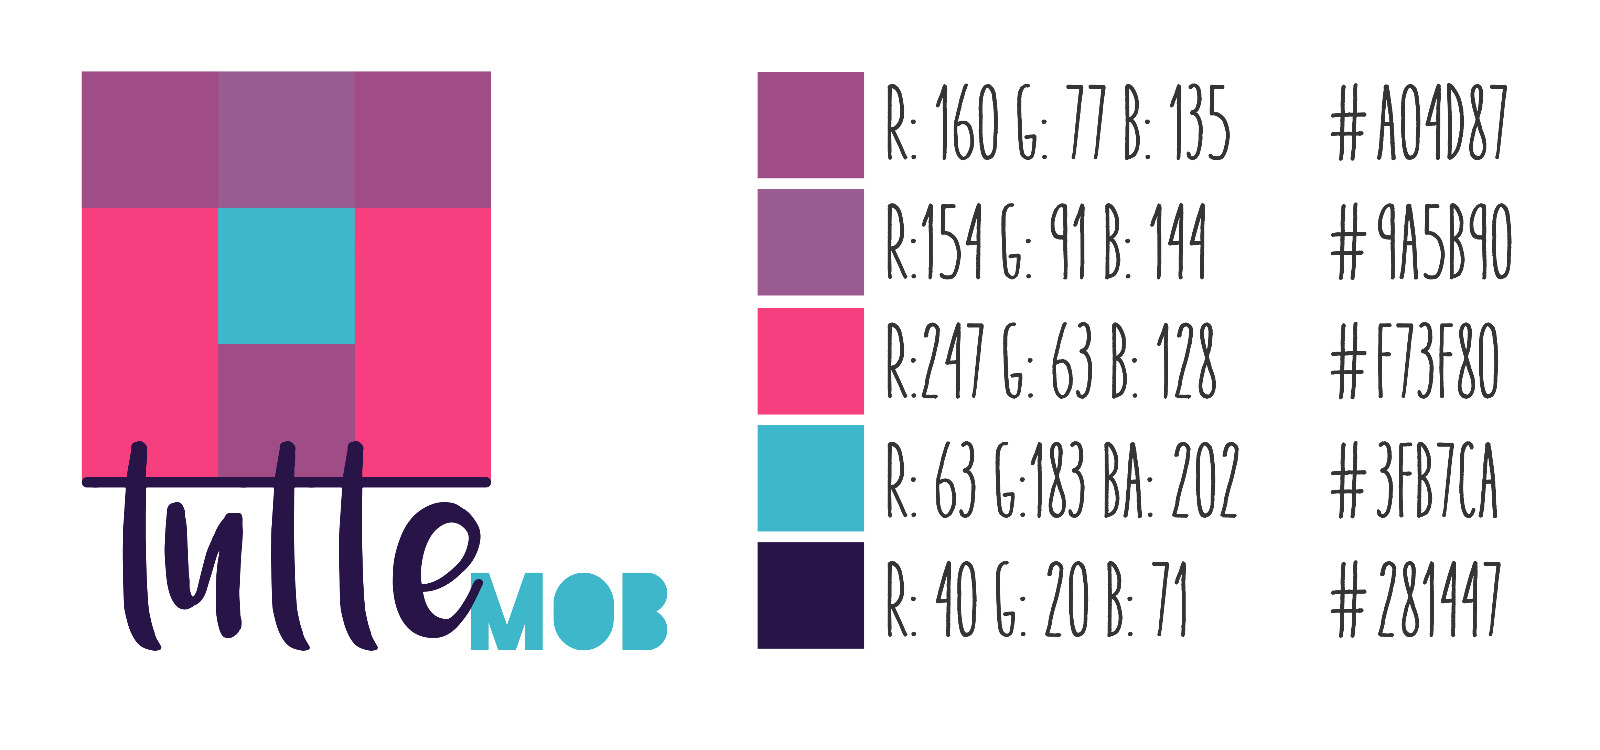 tutte
MOB
R: 160 G: 77 B: 135 # A04D87
R:154 G: 91 B: 144 # 9A5B90
R:247 G: 63 B: 128 # F73F80
R: 63 G:183 BA: 202 # 3FB7CA
R: 40 G: 20 B: 71 # 281447